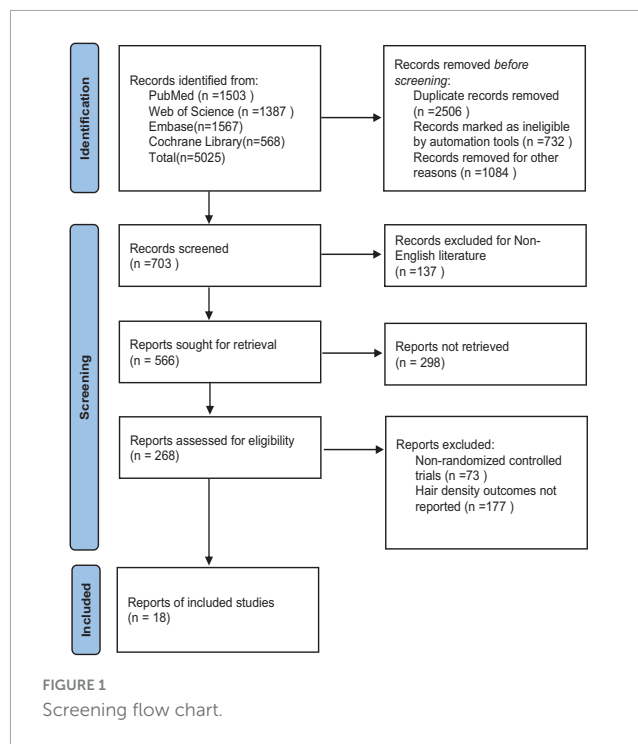 Identification
Records identified from:
PubMed (n =1503 )
Web of Science (n =1387 )
Embase(n=1567)
Cochrane Library(n=568)
Total(n=5025)
Records removed before
screening:
Duplicate records removed
(n =2506 )
Records marked as ineligible
by automation tools (n =732 )
Records removed for other
reasons (n =1084 )
Screening
Records screened
(n =703 )
Records excluded for Non-
English literature
(n =137 )
Reports sought for retrieval
(n = 566)
Reports not retrieved
(n = 298)
Reports assessed for eligibility
(n = 268)
Reports excluded:
Non-randomized controlled
trials (n =73 )
Hair density outcomes not
reported (n =177 )
Included
Reports of included studies
(n = 18)
FIGURE 1
Screening flow chart.